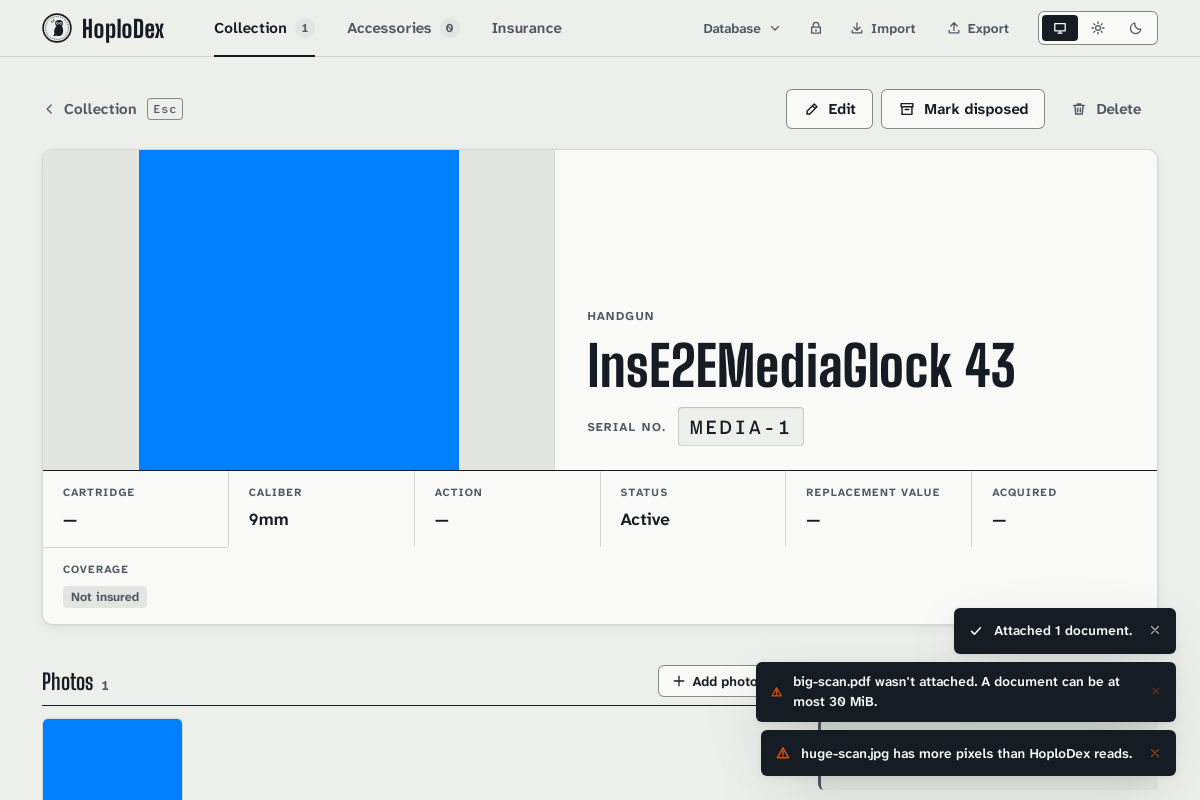 HoploDex
Collection 1 Accessories 0 Insurance
Database Import Export
Collection Esc
Edit Mark disposed Delete
HANDGUN
InsE2EMediaGlock 43
SERIAL NO. MEDIA-1
CARTRIDGE CALIBER ACTION STATUS REPLACEMENT VALUE ACQUIRED
— 9mm — Active — —
COVERAGE
Not insured
Attached 1 document.
Photos 1
Add photo
big-scan.pdf wasn't attached. A document can be at
most 30 MiB.
huge-scan.jpg has more pixels than HoploDex reads.